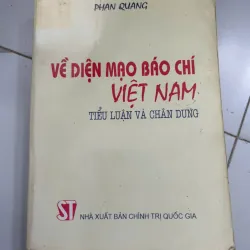 PHAN QUANG
VỀ DIỆN MẠO BÁO CHÍ
VIỆT NAM
TIỂU LUẬN VÀ CHÂN DUNG
ST NHÀ XUẤT BẢN CHÍNH TRỊ QUỐC GIA